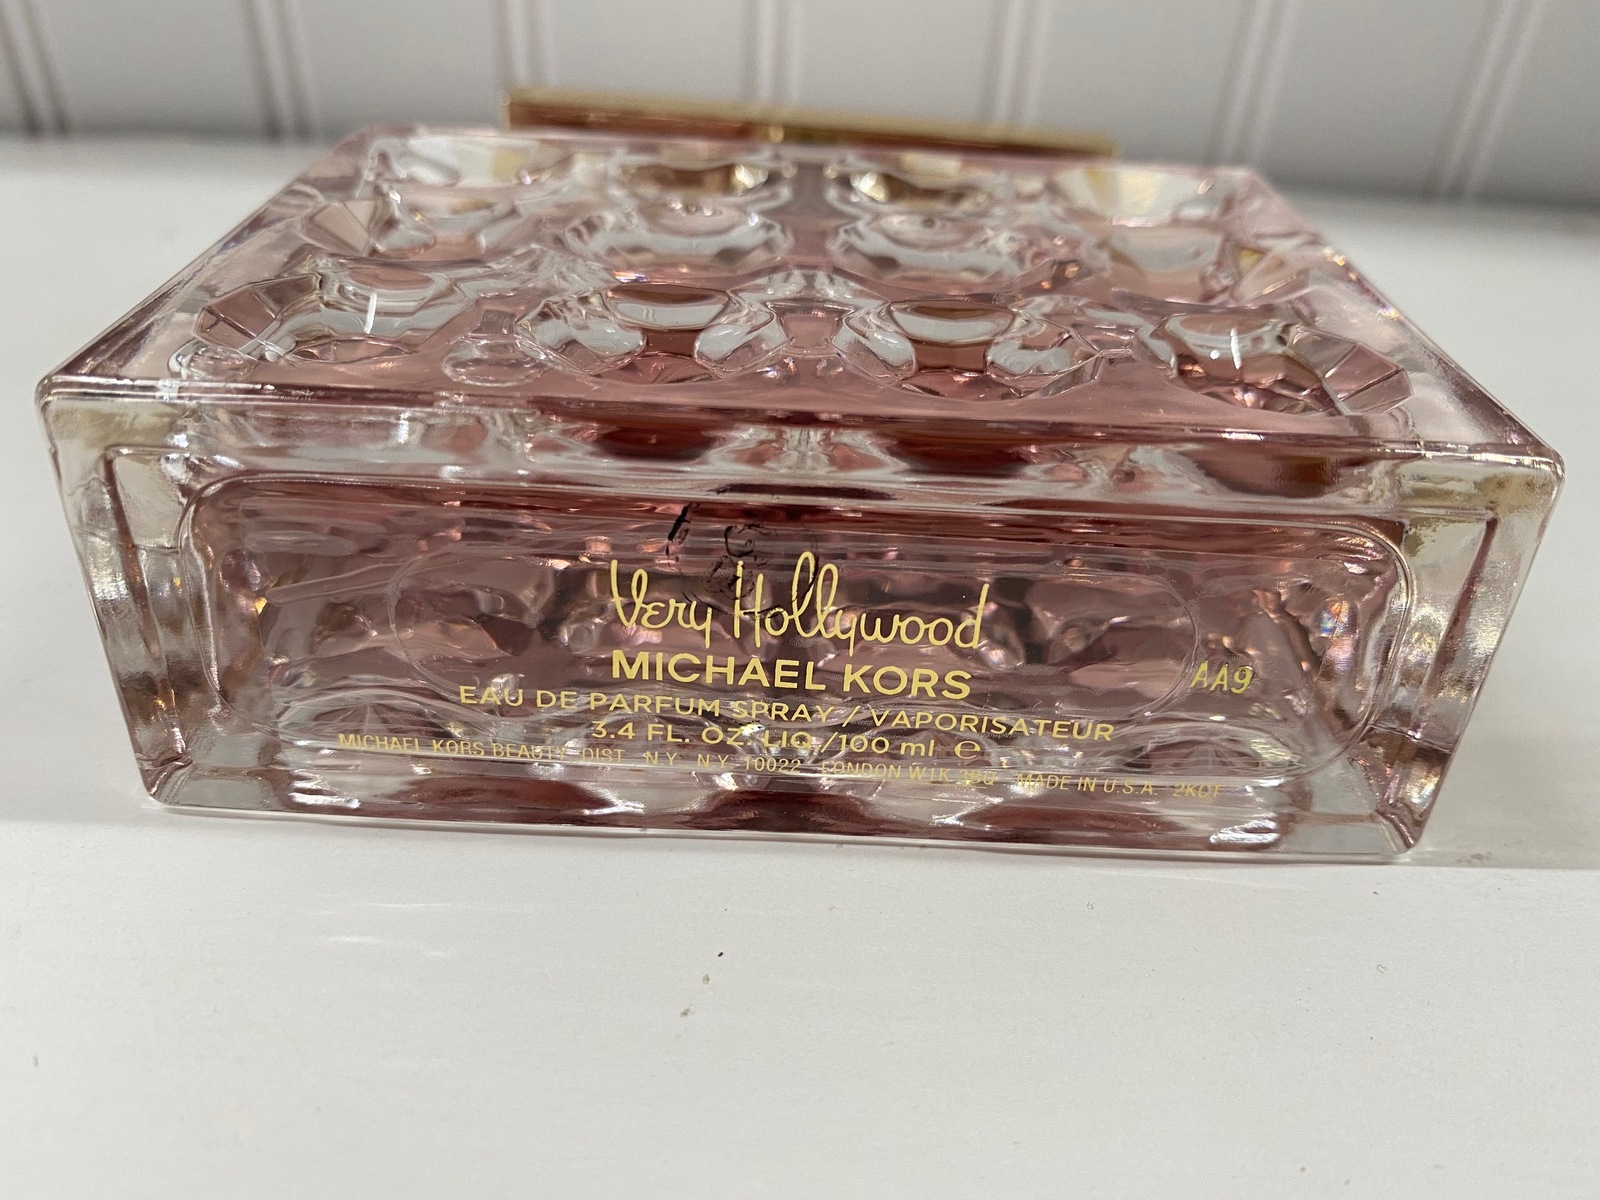 Very Hollywood
MICHAEL KORS
AA9
EAU DE PARFUM SPRAY / VAPORISATEUR
3.4 FL. OZ. LIQ./100 ml ℮
MICHAEL KORS BEAUTY DIST N.Y. N.Y. 10022 LONDON W1K MADE IN U.S.A.